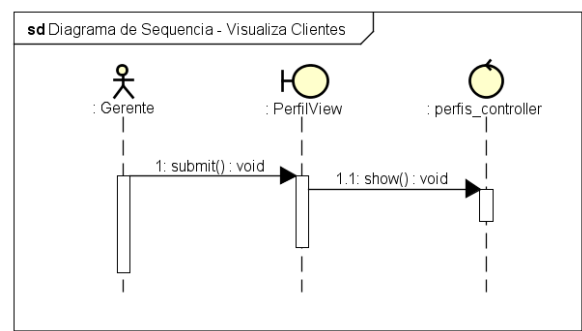 sd Diagrama de Sequencia - Visualiza Clientes
: Gerente
: PerfilView
: perfis_controller
1: submit() : void
1.1: show() : void